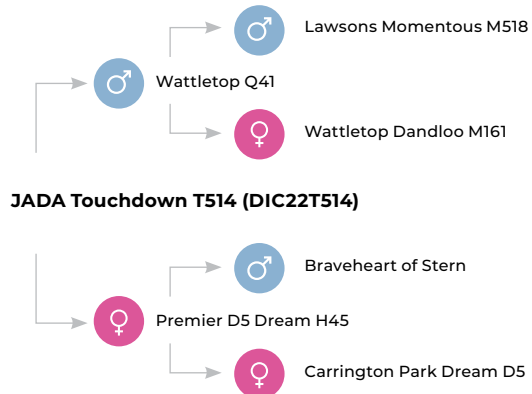 Lawsons Momentous M518
Wattletop Q41
Wattletop Dandloo M161
JADA Touchdown T514 (DIC22T514)
Braveheart of Stern
Premier D5 Dream H45
Carrington Park Dream D5